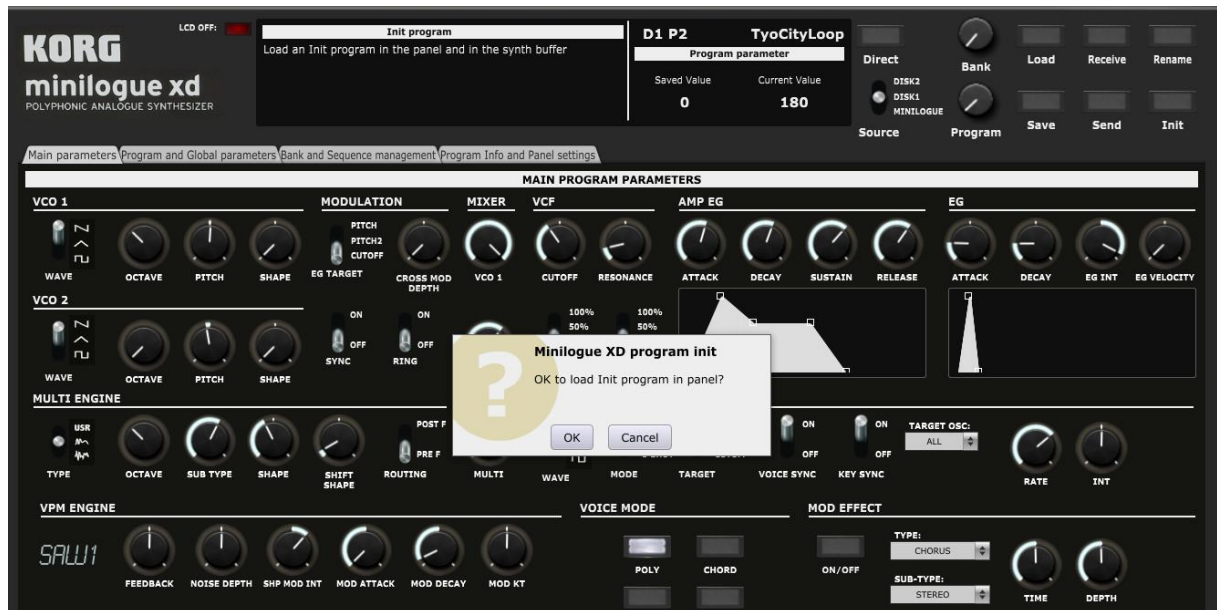 KORG
minilogue xd
POLYPHONIC ANALOGUE SYNTHESIZER
LCD OFF:
Init program
Load an Init program in the panel and in the synth buffer
D1 P2 TyoCityLoop
Program parameter
Saved Value Current Value
0 180
Direct Bank Load Receive Rename
DISK2
DISK1
MINILOGUE
Source Program Save Send Init
Main parameters Program and Global parameters Bank and Sequence management Program Info and Panel settings
MAIN PROGRAM PARAMETERS
VCO 1 MODULATION MIXER VCF AMP EG EG
PITCH
PITCH2
CUTOFF
WAVE OCTAVE PITCH SHAPE EG TARGET CROSS MOD DEPTH VCO 1 CUTOFF RESONANCE ATTACK DECAY SUSTAIN RELEASE ATTACK DECAY EG INT EG VELOCITY
VCO 2
ON ON 100% 100%
50% 50%
OFF OFF
SYNC RING
WAVE OCTAVE PITCH SHAPE
Minilogue XD program init
OK to load Init program in panel?
OK Cancel
MULTI ENGINE
USR POST F ON ON TARGET OSC:
ALL
PRE F OFF OFF
TYPE OCTAVE SUB TYPE SHAPE SHIFT SHAPE ROUTING MULTI WAVE MODE TARGET VOICE SYNC KEY SYNC RATE INT
VPM ENGINE VOICE MODE MOD EFFECT
SAW1
FEEDBACK NOISE DEPTH SHP MOD INT MOD ATTACK MOD DECAY MOD KT
POLY CHORD ON/OFF
TYPE:
CHORUS
SUB-TYPE:
STEREO
TIME DEPTH